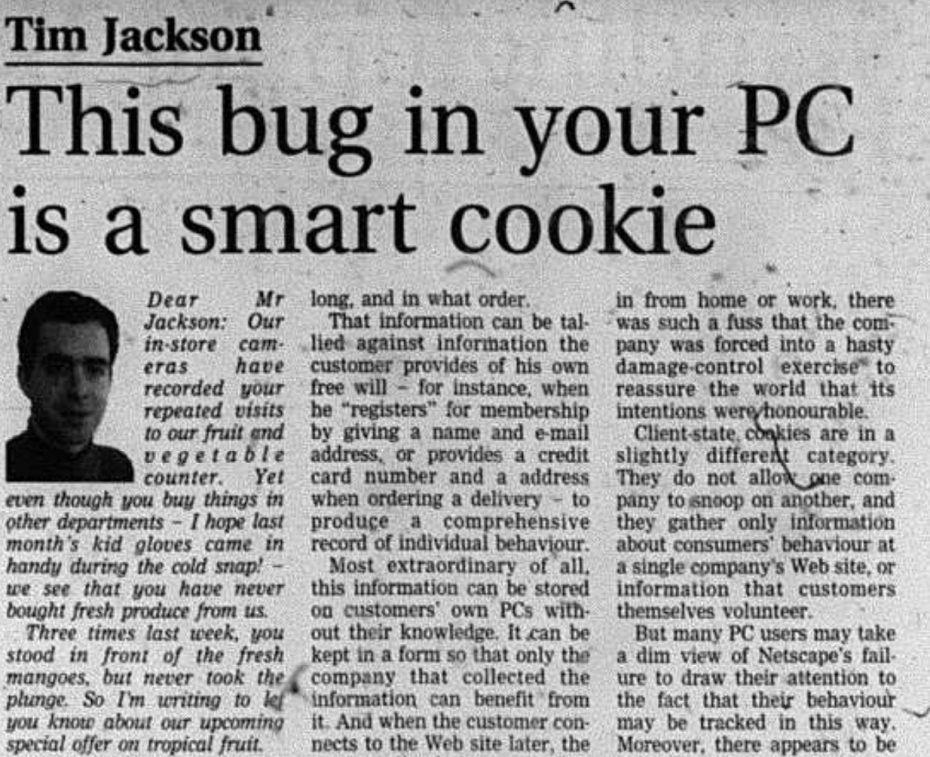 Tim Jackson
This bug in your PC
is a smart cookie
Dear Mr
Jackson: Our
in-store cam-
eras have
recorded your
repeated visits
to our fruit and
vegetable
counter. Yet
even though you buy things in
other departments – I hope last
month's kid gloves came in
handy during the cold snap! –
we see that you have never
bought fresh produce from us.
Three times last week, you
stood in front of the fresh
mangoes, but never took the
plunge. So I'm writing to let
you know about our upcoming
special offer on tropical fruit.
long, and in what order.
That information can be tal-
lied against information the
customer provides of his own
free will – for instance, when
he "registers" for membership
by giving a name and e-mail
address, or provides a credit
card number and a address
when ordering a delivery – to
produce a comprehensive
record of individual behaviour.
Most extraordinary of all,
this information can be stored
on customers' own PCs with-
out their knowledge. It can be
kept in a form so that only the
company that collected the
information can benefit from
it. And when the customer con-
nects to the Web site later, the
in from home or work, there
was such a fuss that the com-
pany was forced into a hasty
damage-control exercise to
reassure the world that its
intentions were honourable.
Client-state cookies are in a
slightly different category.
They do not allow one com-
pany to snoop on another, and
they gather only information
about consumers' behaviour at
a single company's Web site, or
information that customers
themselves volunteer.
But many PC users may take
a dim view of Netscape's fail-
ure to draw their attention to
the fact that their behaviour
may be tracked in this way.
Moreover, there appears to be